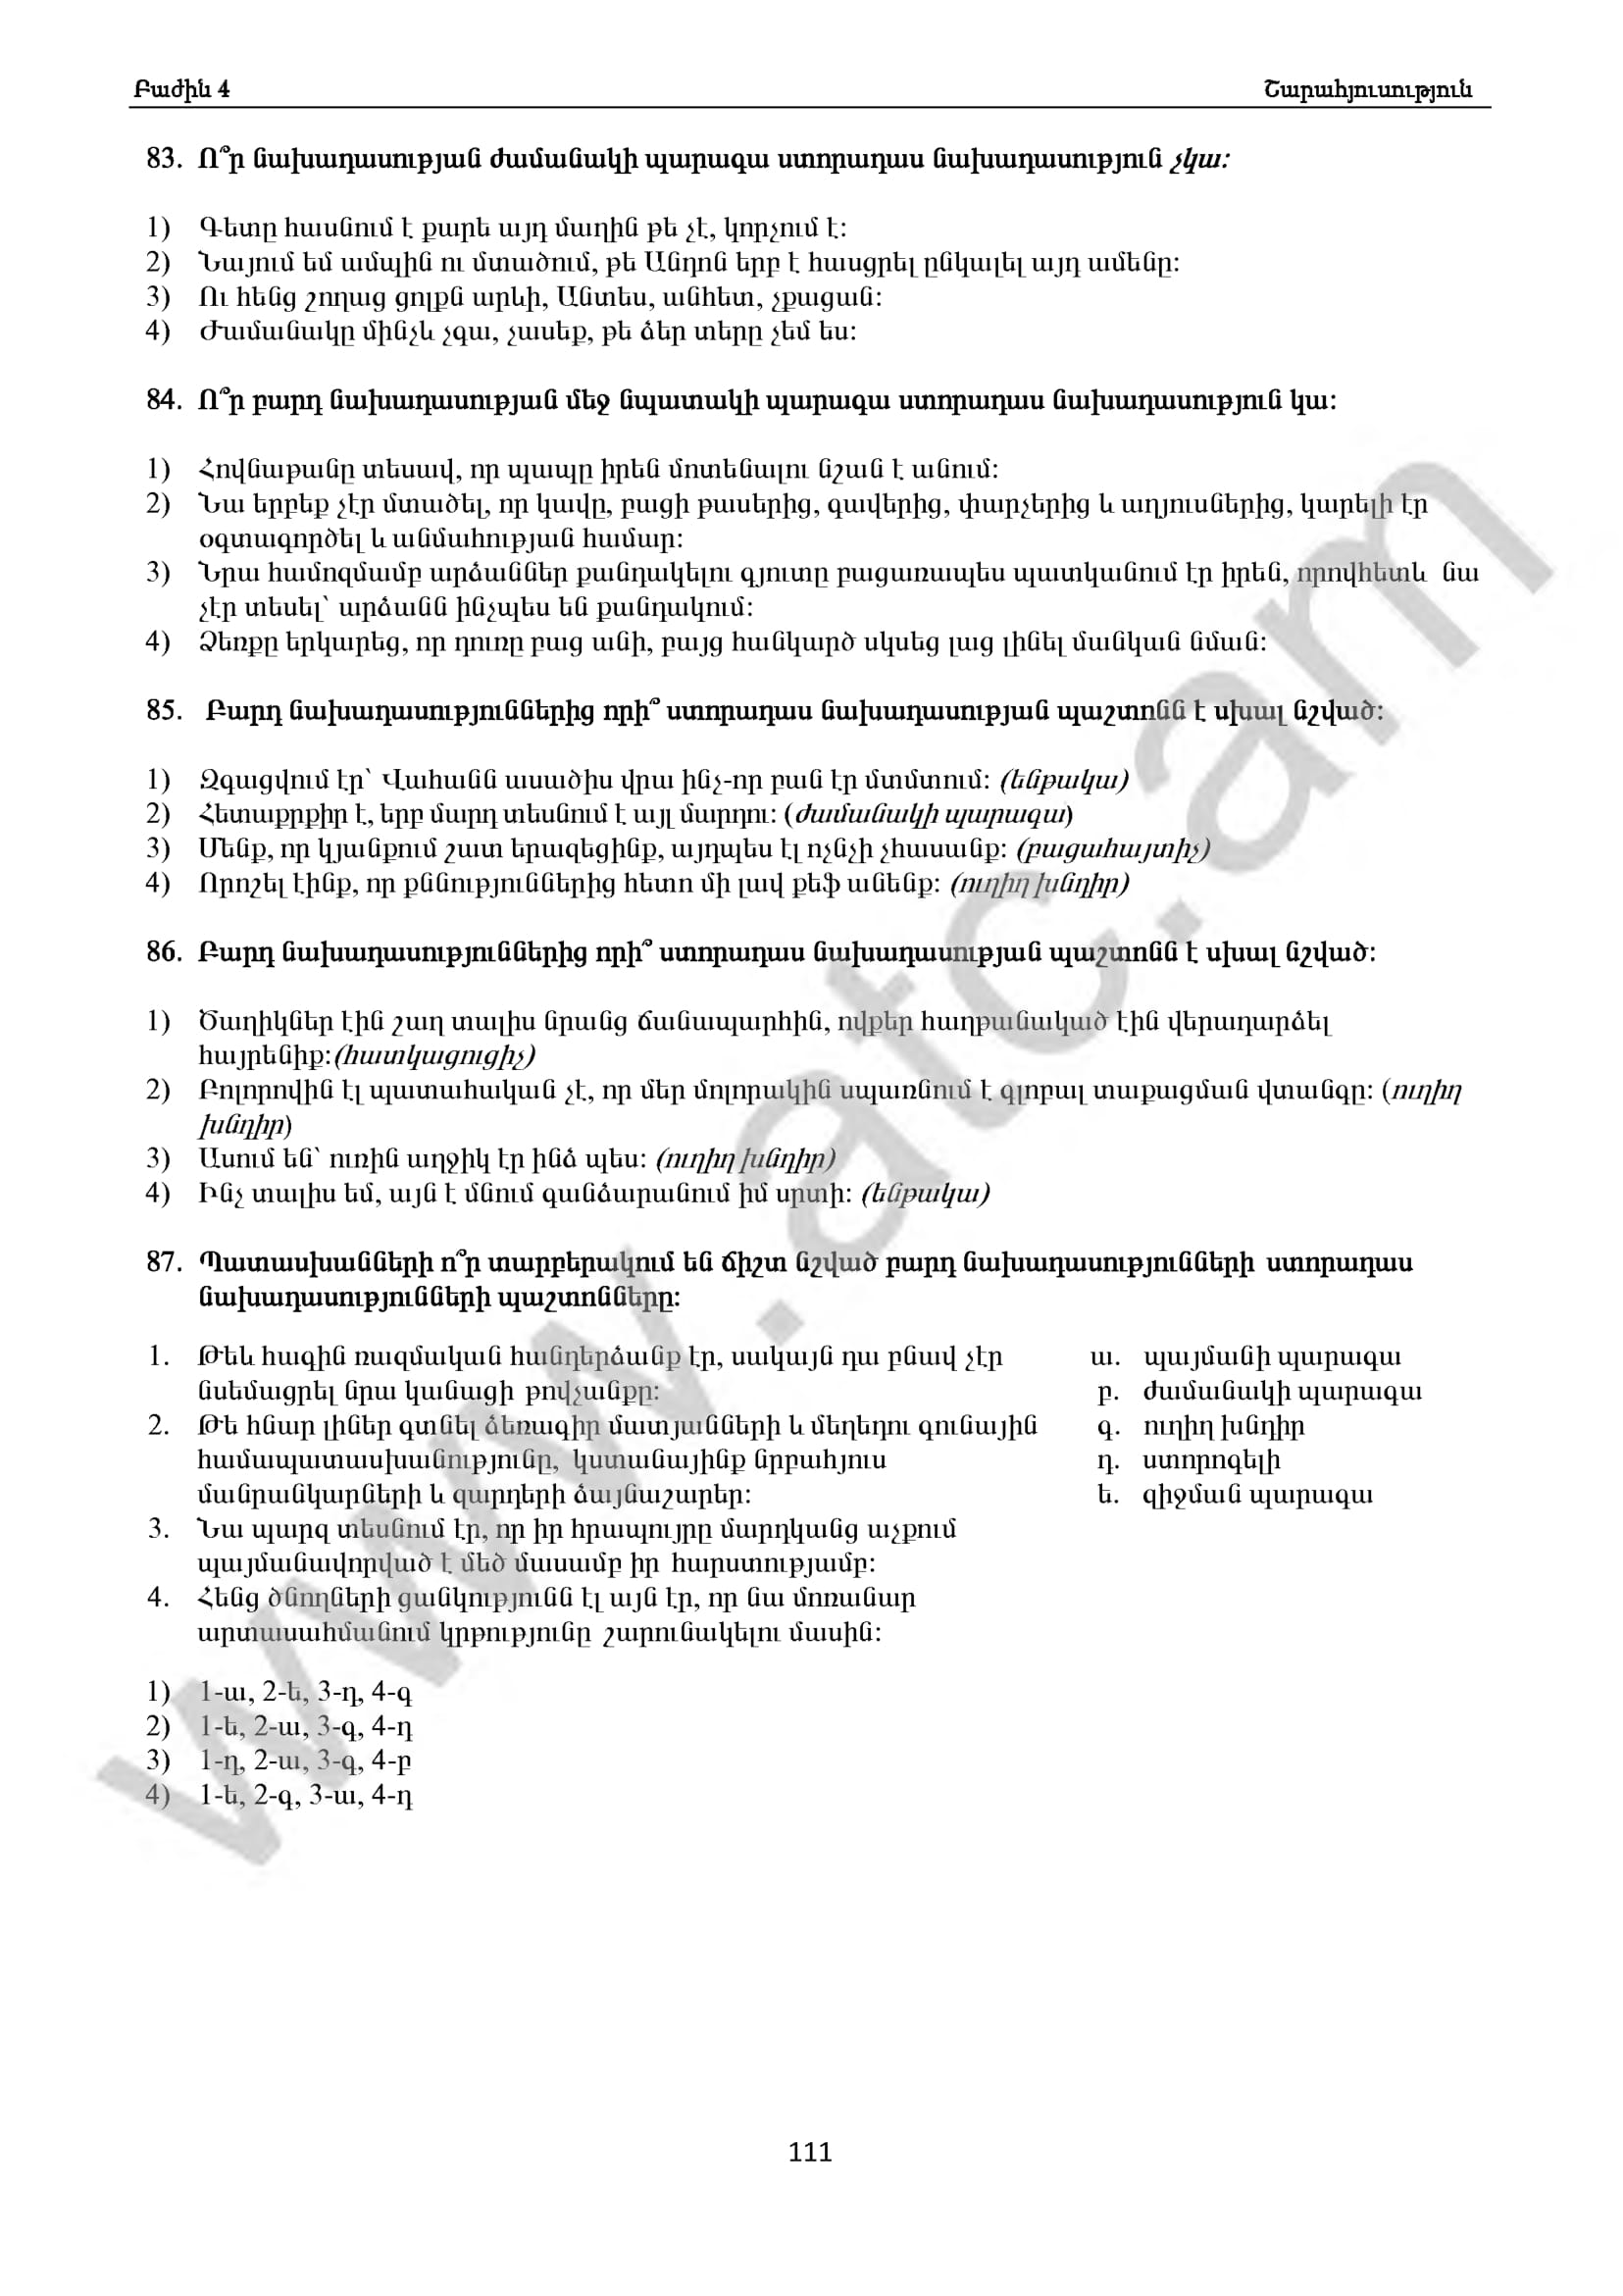 Բաժին 4 Շարահյուսություն
83. Ո՞ր նախադասության ժամանակի պարագա ստորադաս նախադասություն չկա:
1) Գետը հասնում է քարե այդ մաղին թե չէ, կորչում է:
2) Նայում եմ ամպին ու մտածում, թե Անդոն երբ է հասցրել ընկալել այդ ամենը:
3) Ու հենց շողաց ցոլքն արևի, Անտես, անհետ, չքացան:
4) Ժամանակը մինչև չգա, չասեք, թե ձեր տերը չեմ ես:
84. Ո՞ր բարդ նախադասության մեջ նպատակի պարագա ստորադաս նախադասություն կա:
1) Հովնաթանը տեսավ, որ պապը իրեն մոտենալու նշան է անում:
2) Նա երբեք չէր մտածել, որ կավը, բացի թասերից, գավերից, փարչերից և աղյուսներից, կարելի էր
օգտագործել և անմահության համար:
3) Նրա համոզմամբ արձաններ քանդակելու գյուտը բացառապես պատկանում էր իրեն, որովհետև նա
չէր տեսել՝ արձանն ինչպես են քանդակում:
4) Ձեռքը երկարեց, որ դուռը բաց անի, բայց հանկարծ սկսեց լաց լինել մանկան նման:
85. Բարդ նախադասություններից որի՞ ստորադաս նախադասության պաշտոնն է սխալ նշված:
1) Զգացվում էր՝ Վահանն ասածիս վրա ինչ-որ բան էր մտմտում: (ենթակա)
2) Հետաքրքիր է, երբ մարդ տեսնում է այլ մարդու: (ժամանակի պարագա)
3) Մենք, որ կյանքում շատ երազեցինք, այդպես էլ ոչնչի չհասանք: (բացահայտիչ)
4) Որոշել էինք, որ քննություններից հետո մի լավ քեֆ անենք: (ուղիղ խնդիր)
86. Բարդ նախադասություններից որի՞ ստորադաս նախադասության պաշտոնն է սխալ նշված:
1) Ծաղիկներ էին շաղ տալիս նրանց ճանապարհին, ովքեր հաղթանակած էին վերադարձել
հայրենիք:(հատկացուցիչ)
2) Բոլորովին էլ պատահական չէ, որ մեր մոլորակին սպառնում է գլոբալ տաքացման վտանգը: (ուղիղ
խնդիր)
3) Ասում են՝ ուռին աղջիկ էր ինձ պես: (ուղիղ խնդիր)
4) Ինչ տալիս եմ, այն է մնում գանձարանում իմ սրտի: (ենթակա)
87. Պատասխանների ո՞ր տարբերակում են ճիշտ նշված բարդ նախադասությունների ստորադաս
նախադասությունների պաշտոնները:
1. Թեև հագին ռազմական հանդերձանք էր, սակայն դա բնավ չէր
նսեմացրել նրա կանացի թովչանքը:
2. Թե հնար լիներ գտնել ձեռագիր մատյանների և մեղեդու գունային
համապատասխանությունը, կստանայինք նրբահյուս
մանրանկարների և զարդերի ձայնաշարեր:
3. Նա պարզ տեսնում էր, որ իր հրապույրը մարդկանց աչքում
պայմանավորված է մեծ մասամբ իր հարստությամբ:
4. Հենց ծնողների ցանկությունն էլ այն էր, որ նա մոռանար
արտասահմանում կրթությունը շարունակելու մասին:
ա. պայմանի պարագա
բ. ժամանակի պարագա
գ. ուղիղ խնդիր
դ. ստորոգելի
ե. զիջման պարագա
1) 1-ա, 2-ե, 3-դ, 4-գ
2) 1-ե, 2-ա, 3-գ, 4-դ
3) 1-դ, 2-ա, 3-գ, 4-բ
4) 1-ե, 2-գ, 3-ա, 4-դ
www.atc.am
111